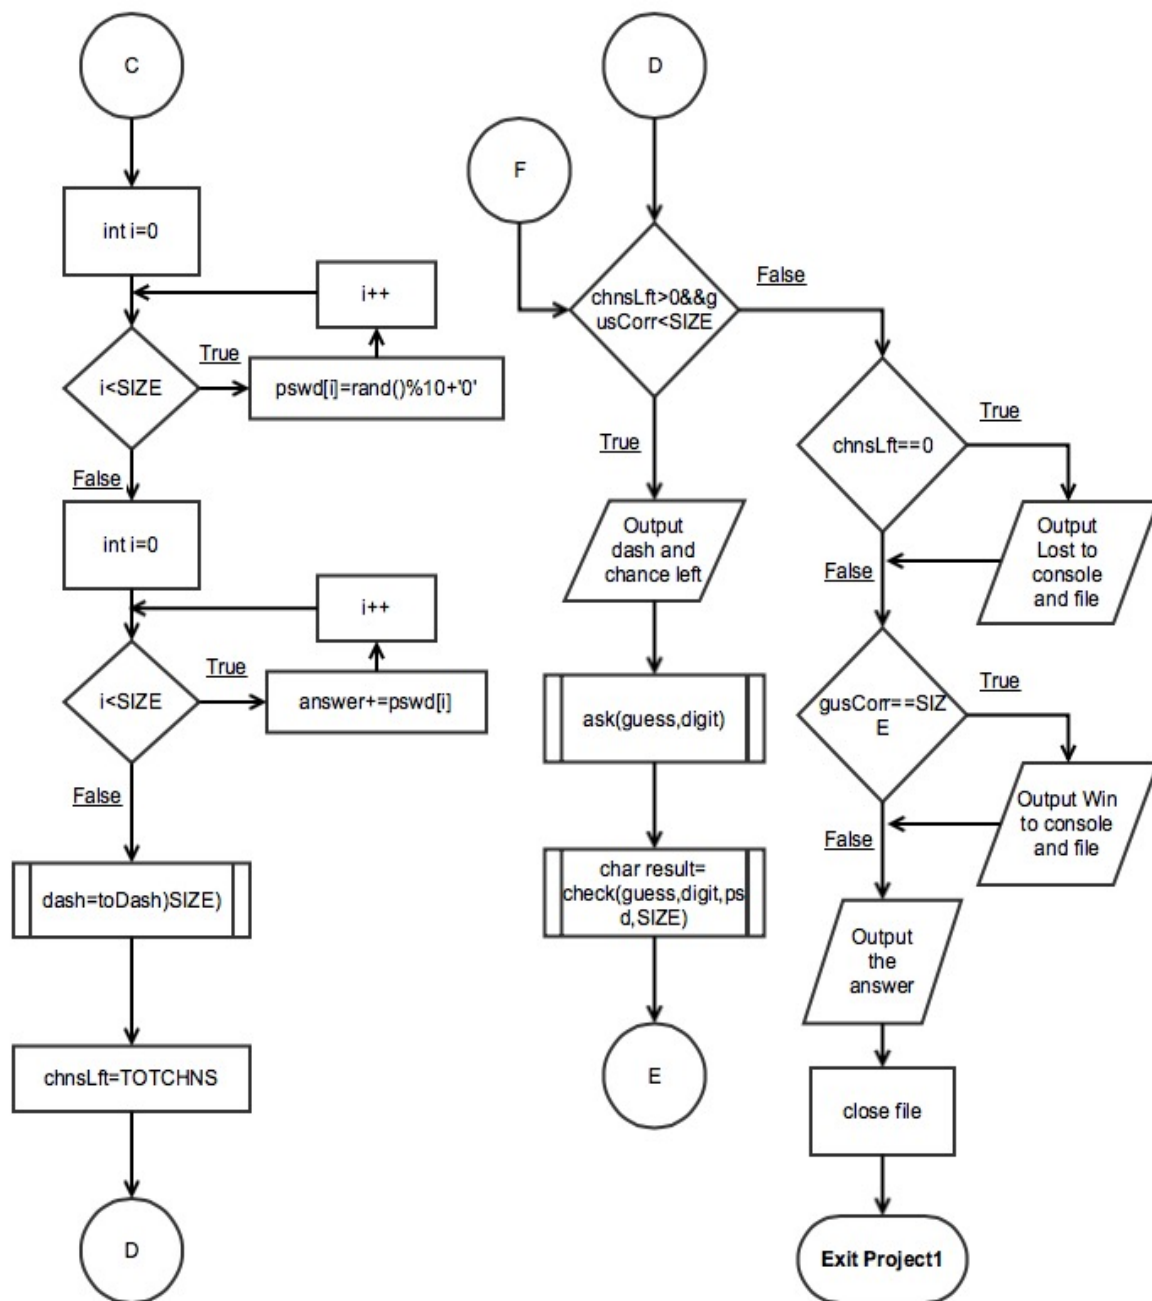 C
int i=0
i++
i<SIZE
True
pswd[i]=rand()%10+'0'
False
int i=0
i++
i<SIZE
True
answer+=pswd[i]
False
dash=toDash)SIZE)
chnsLft=TOTCHNS
D
D
F
chnsLft>0&&g
usCorr<SIZE
False
True
Output
dash and
chance left
ask(guess,digit)
char result=
check(guess,digit,ps
d,SIZE)
E
chnsLft==0
True
Output
Lost to
console
and file
False
gusCorr==SIZ
E
True
Output Win
to console
and file
False
Output
the
answer
close file
Exit Project1